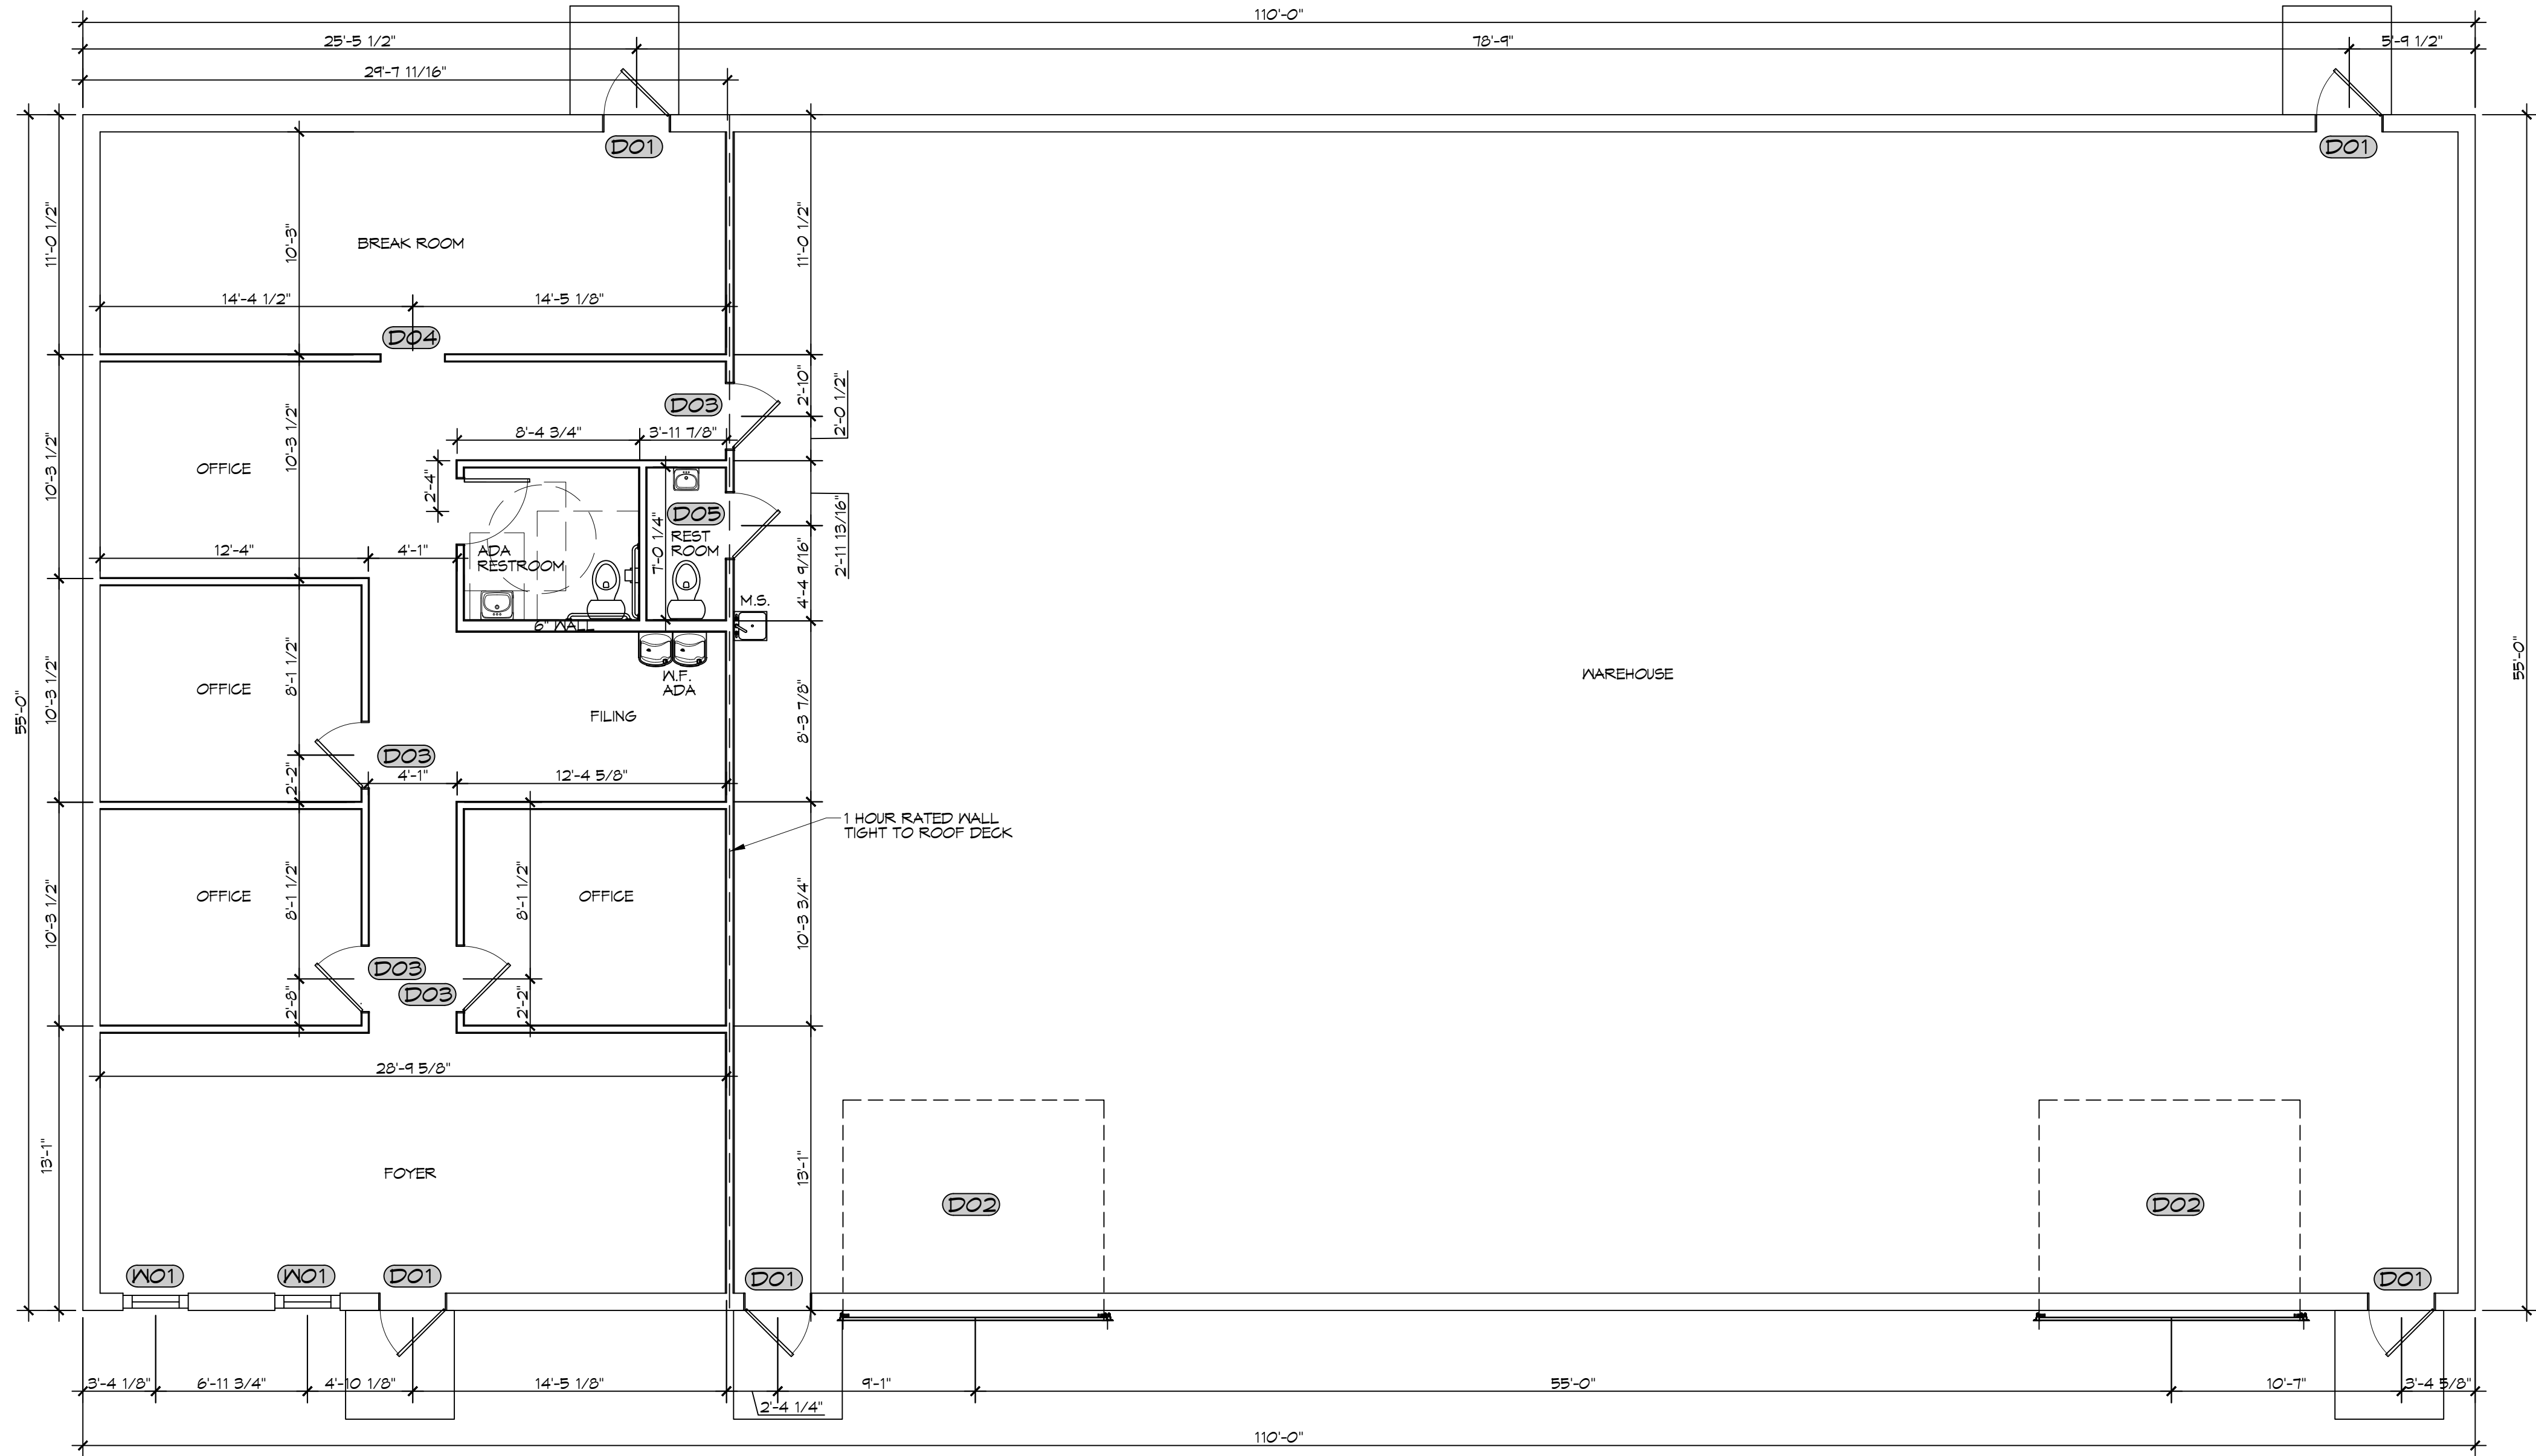 110'-0"
25'-5 1/2"
78'-9"
5'-9 1/2"
29'-7 11/16"
D01
D01
11'-0 1/2"
10'-3"
BREAK ROOM
11'-0 1/2"
14'-4 1/2"
14'-5 1/8"
D04
D03
2'-10"
2'-0 1/2"
8'-4 3/4"
3'-11 7/8"
10'-3 1/2"
OFFICE
10'-3 1/2"
2'-4"
D05
REST
ROOM
7'-0 1/4"
12'-4"
4'-1"
ADA
RESTROOM
4'-4 9/16"
2'-11 13/16"
M.S.
6" WALL
W.F.
ADA
10'-3 1/2"
OFFICE
8'-1 1/2"
FILING
8'-3 7/8"
WAREHOUSE
55'-0"
55'-0"
D03
2'-2"
4'-1"
12'-4 5/8"
1 HOUR RATED WALL
TIGHT TO ROOF DECK
10'-3 1/2"
OFFICE
8'-1 1/2"
8'-1 1/2"
OFFICE
10'-3 3/4"
D03
D03
2'-8"
2'-2"
28'-9 5/8"
13'-1"
FOYER
13'-1"
D02
D02
W01
W01
D01
D01
D01
3'-4 1/8"
6'-11 3/4"
4'-10 1/8"
14'-5 1/8"
2'-4 1/4"
9'-1"
55'-0"
10'-7"
3'-4 5/8"
110'-0"